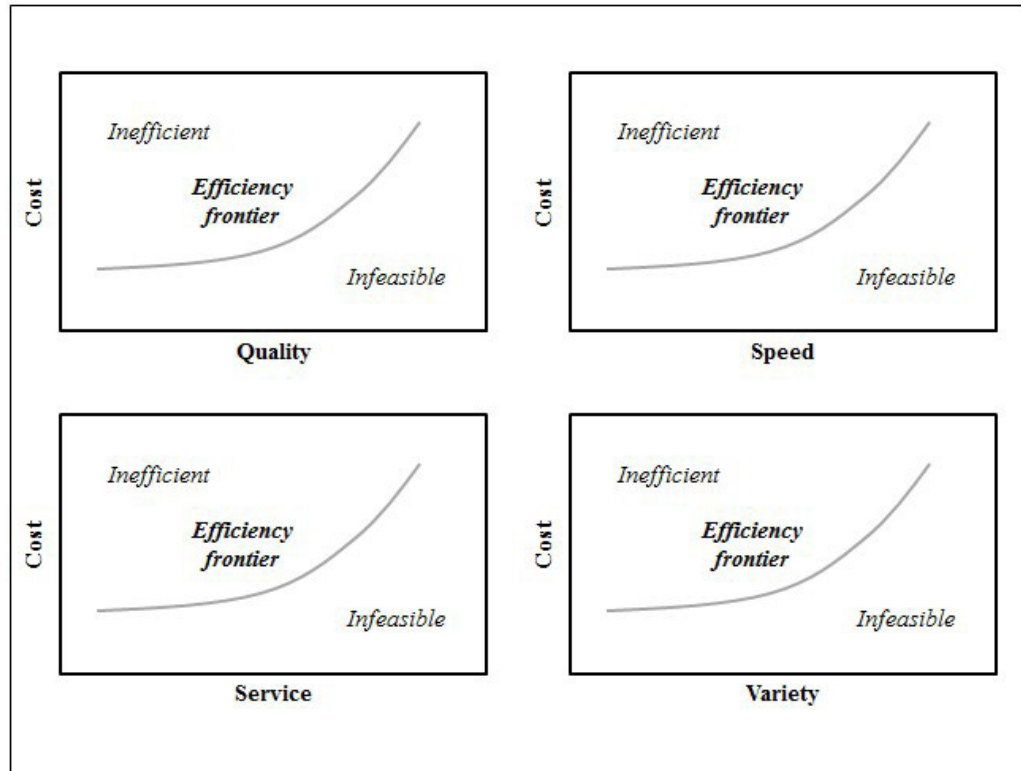 Inefficient
Efficiency
frontier
Infeasible
Cost
Quality
Inefficient
Efficiency
frontier
Infeasible
Cost
Speed
Inefficient
Efficiency
frontier
Infeasible
Cost
Service
Inefficient
Efficiency
frontier
Infeasible
Cost
Variety